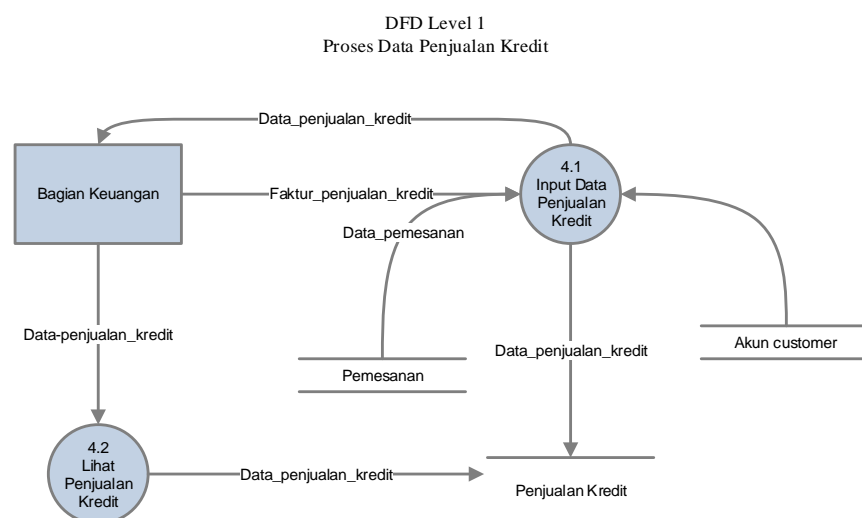 DFD Level 1
Proses Data Penjualan Kredit
Data_penjualan_kredit
Bagian Keuangan
Faktur_penjualan_kredit
4.1
Input Data
Penjualan
Kredit
Data_pemesanan
Data-penjualan_kredit
Data_penjualan_kredit
Akun customer
Pemesanan
4.2
Lihat
Penjualan
Kredit
Data_penjualan_kredit
Penjualan Kredit